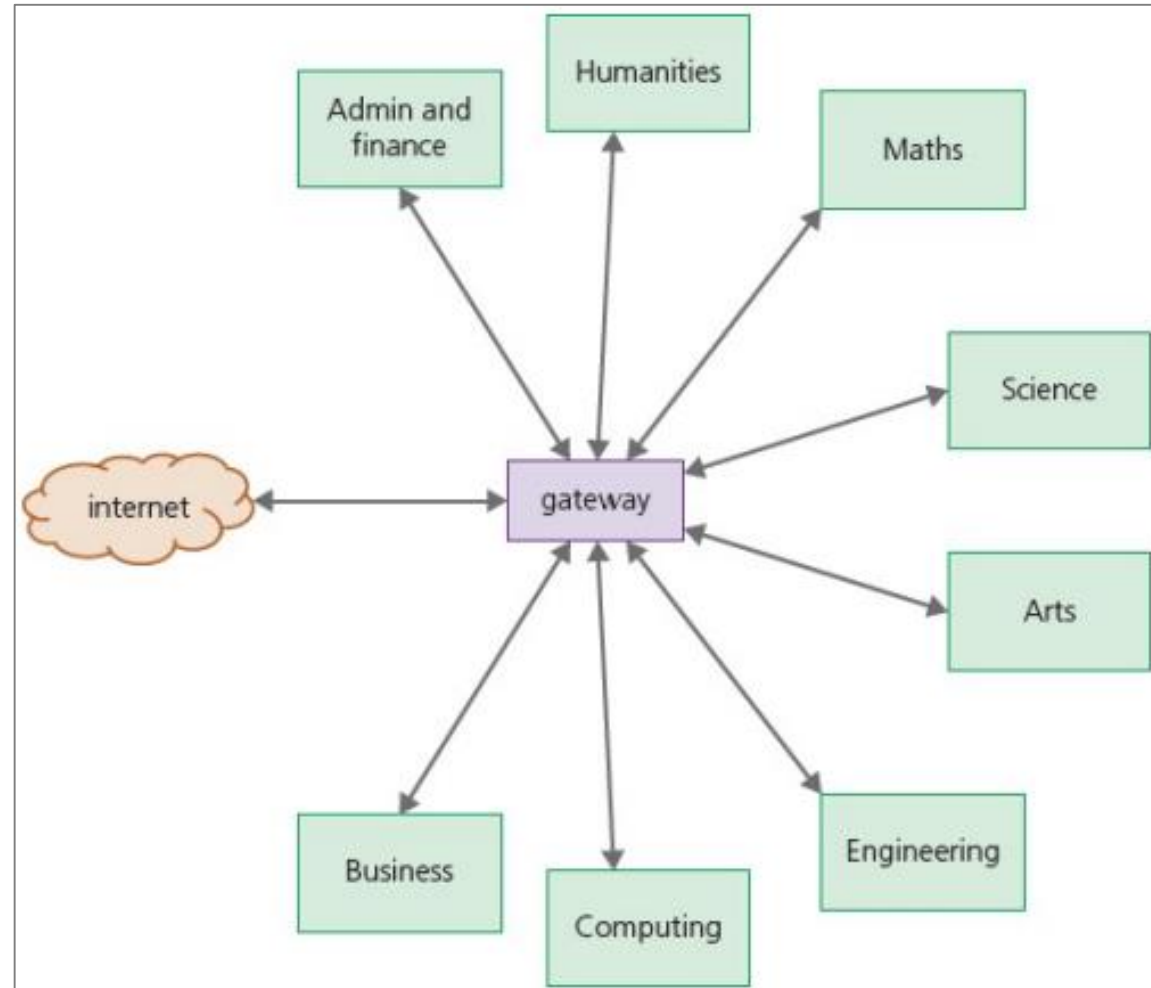 Humanities
Admin and
finance
Maths
Science
internet
gateway
Arts
Engineering
Business
Computing